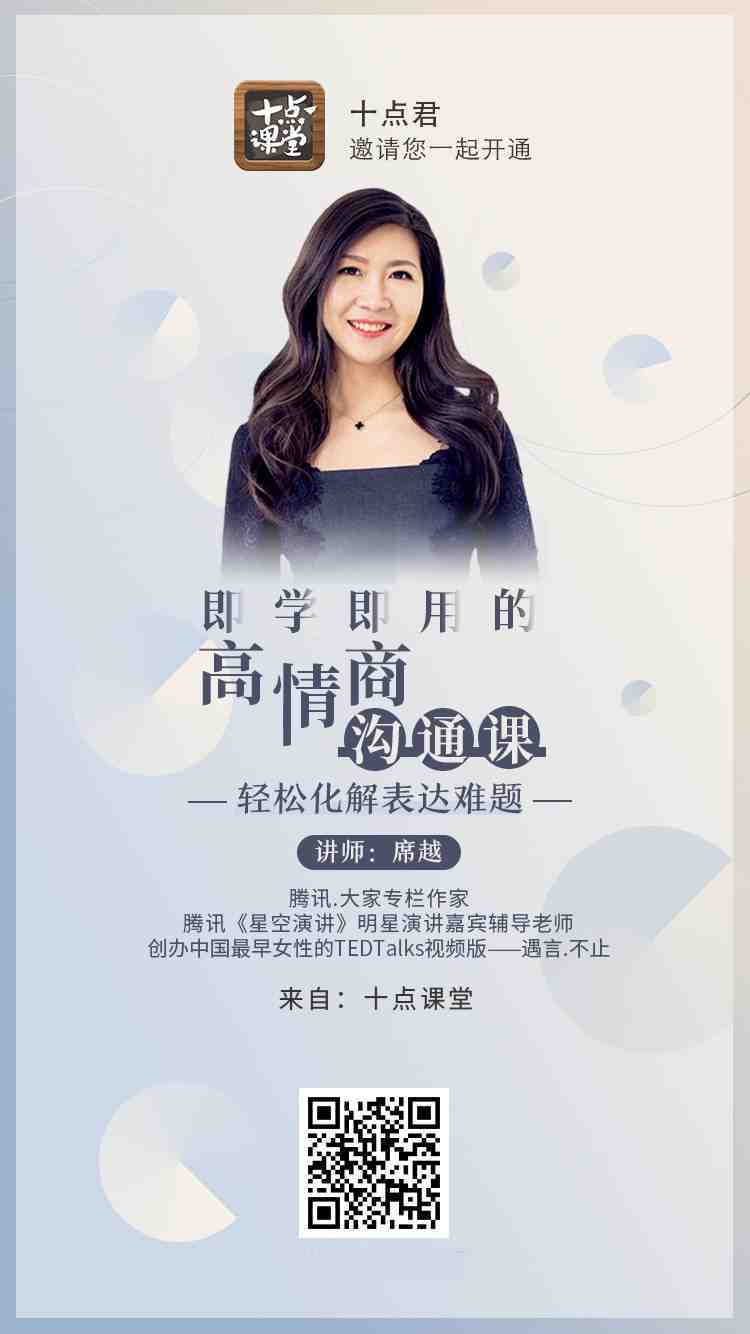 十点课堂
十点君
邀请您一起开通
即学即用的
高情商
沟通课
轻松化解表达难题
讲师：席越
腾讯.大家专栏作家
腾讯《星空演讲》明星演讲嘉宾辅导老师
创办中国最早女性的TEDTalks视频版——遇言.不止
来自：十点课堂